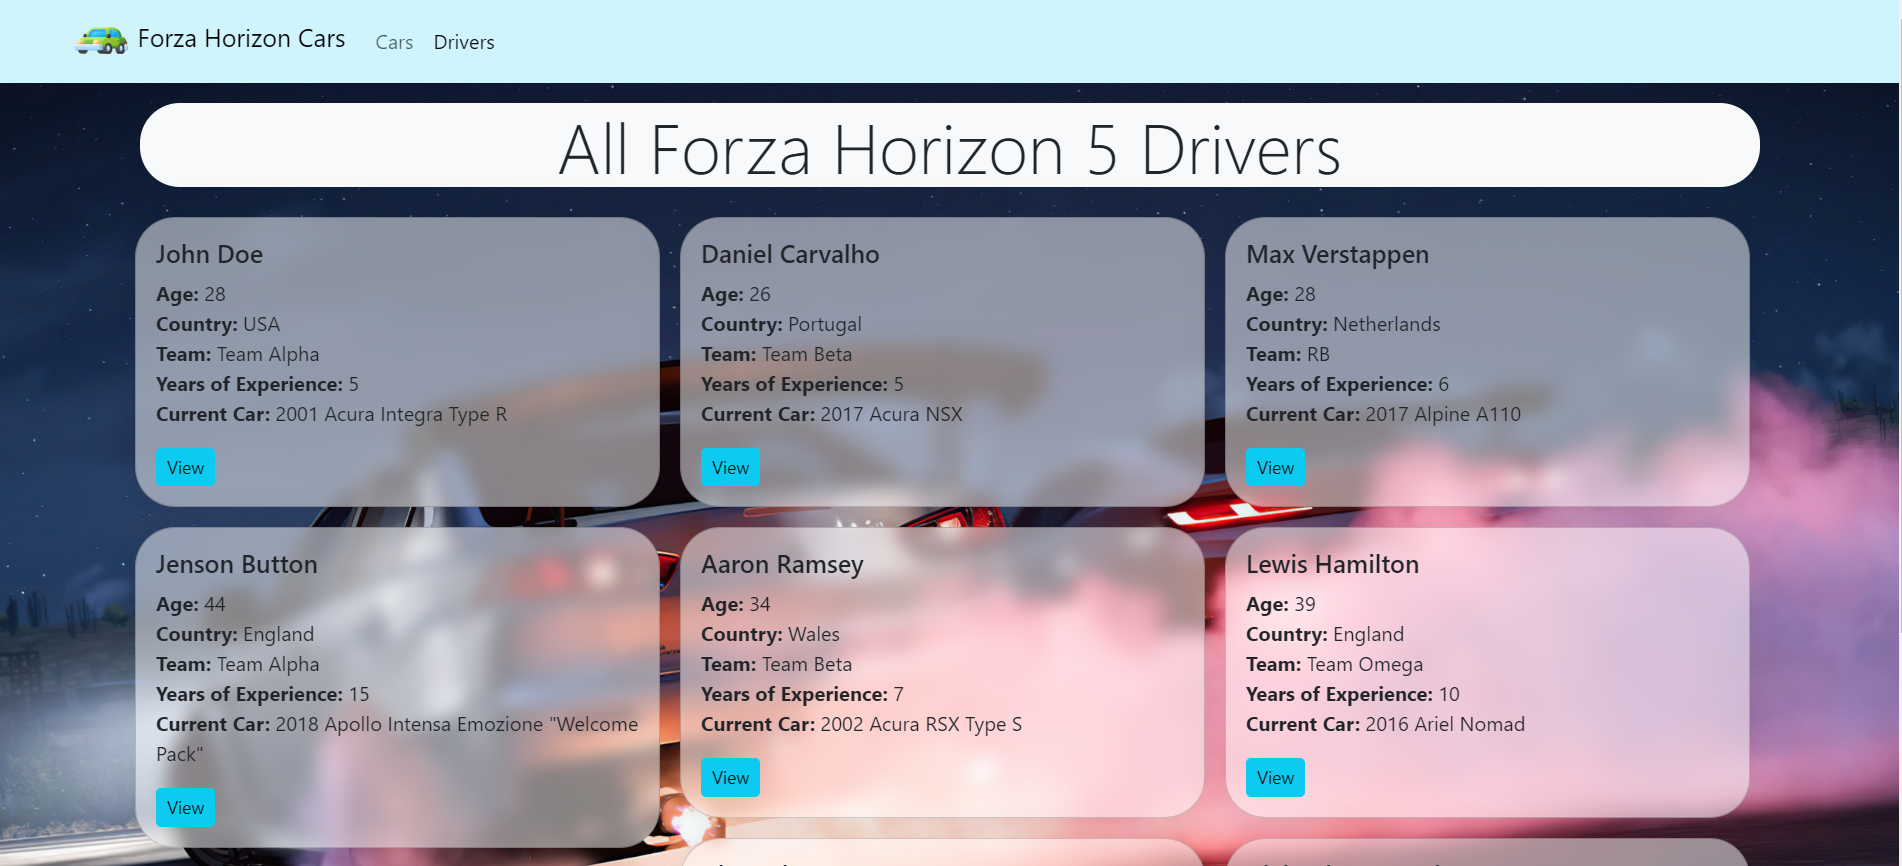 Forza Horizon Cars Cars Drivers
All Forza Horizon 5 Drivers
John Doe
Age: 28
Country: USA
Team: Team Alpha
Years of Experience: 5
Current Car: 2001 Acura Integra Type R
View
Daniel Carvalho
Age: 26
Country: Portugal
Team: Team Beta
Years of Experience: 5
Current Car: 2017 Acura NSX
View
Max Verstappen
Age: 28
Country: Netherlands
Team: RB
Years of Experience: 6
Current Car: 2017 Alpine A110
View
Jenson Button
Age: 44
Country: England
Team: Team Alpha
Years of Experience: 15
Current Car: 2018 Apollo Intensa Emozione "Welcome
Pack"
View
Aaron Ramsey
Age: 34
Country: Wales
Team: Team Beta
Years of Experience: 7
Current Car: 2002 Acura RSX Type S
View
Lewis Hamilton
Age: 39
Country: England
Team: Team Omega
Years of Experience: 10
Current Car: 2016 Ariel Nomad
View